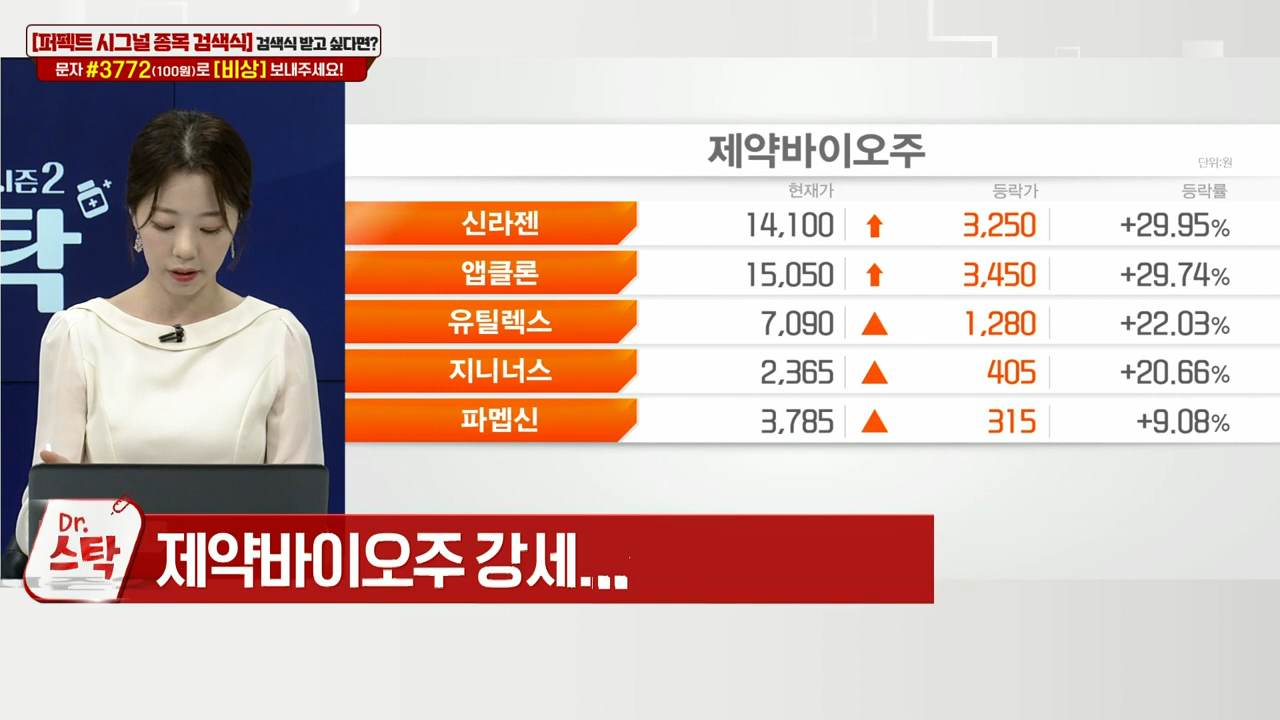 [퍼펙트 시그널 종목 검색식] 검색식 받고 싶다면?
문자 #3772(100원)로 [비상] 보내주세요!
시즌2
탁
제약바이오주
단위:원
현재가 등락가 등락률
신라젠 14,100 3,250 +29.95%
앱클론 15,050 3,450 +29.74%
유틸렉스 7,090 ▲ 1,280 +22.03%
지니너스 2,365 ▲ 405 +20.66%
파멥신 3,785 ▲ 315 +9.08%
Dr.
스탁
제약바이오주 강세...